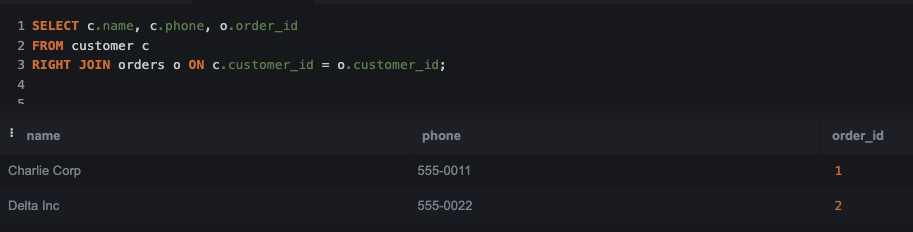 1 SELECT c.name, c.phone, o.order_id
2 FROM customer c
3 RIGHT JOIN orders o ON c.customer_id = o.customer_id;
4
5
name phone order_id
Charlie Corp 555-0011 1
Delta Inc 555-0022 2